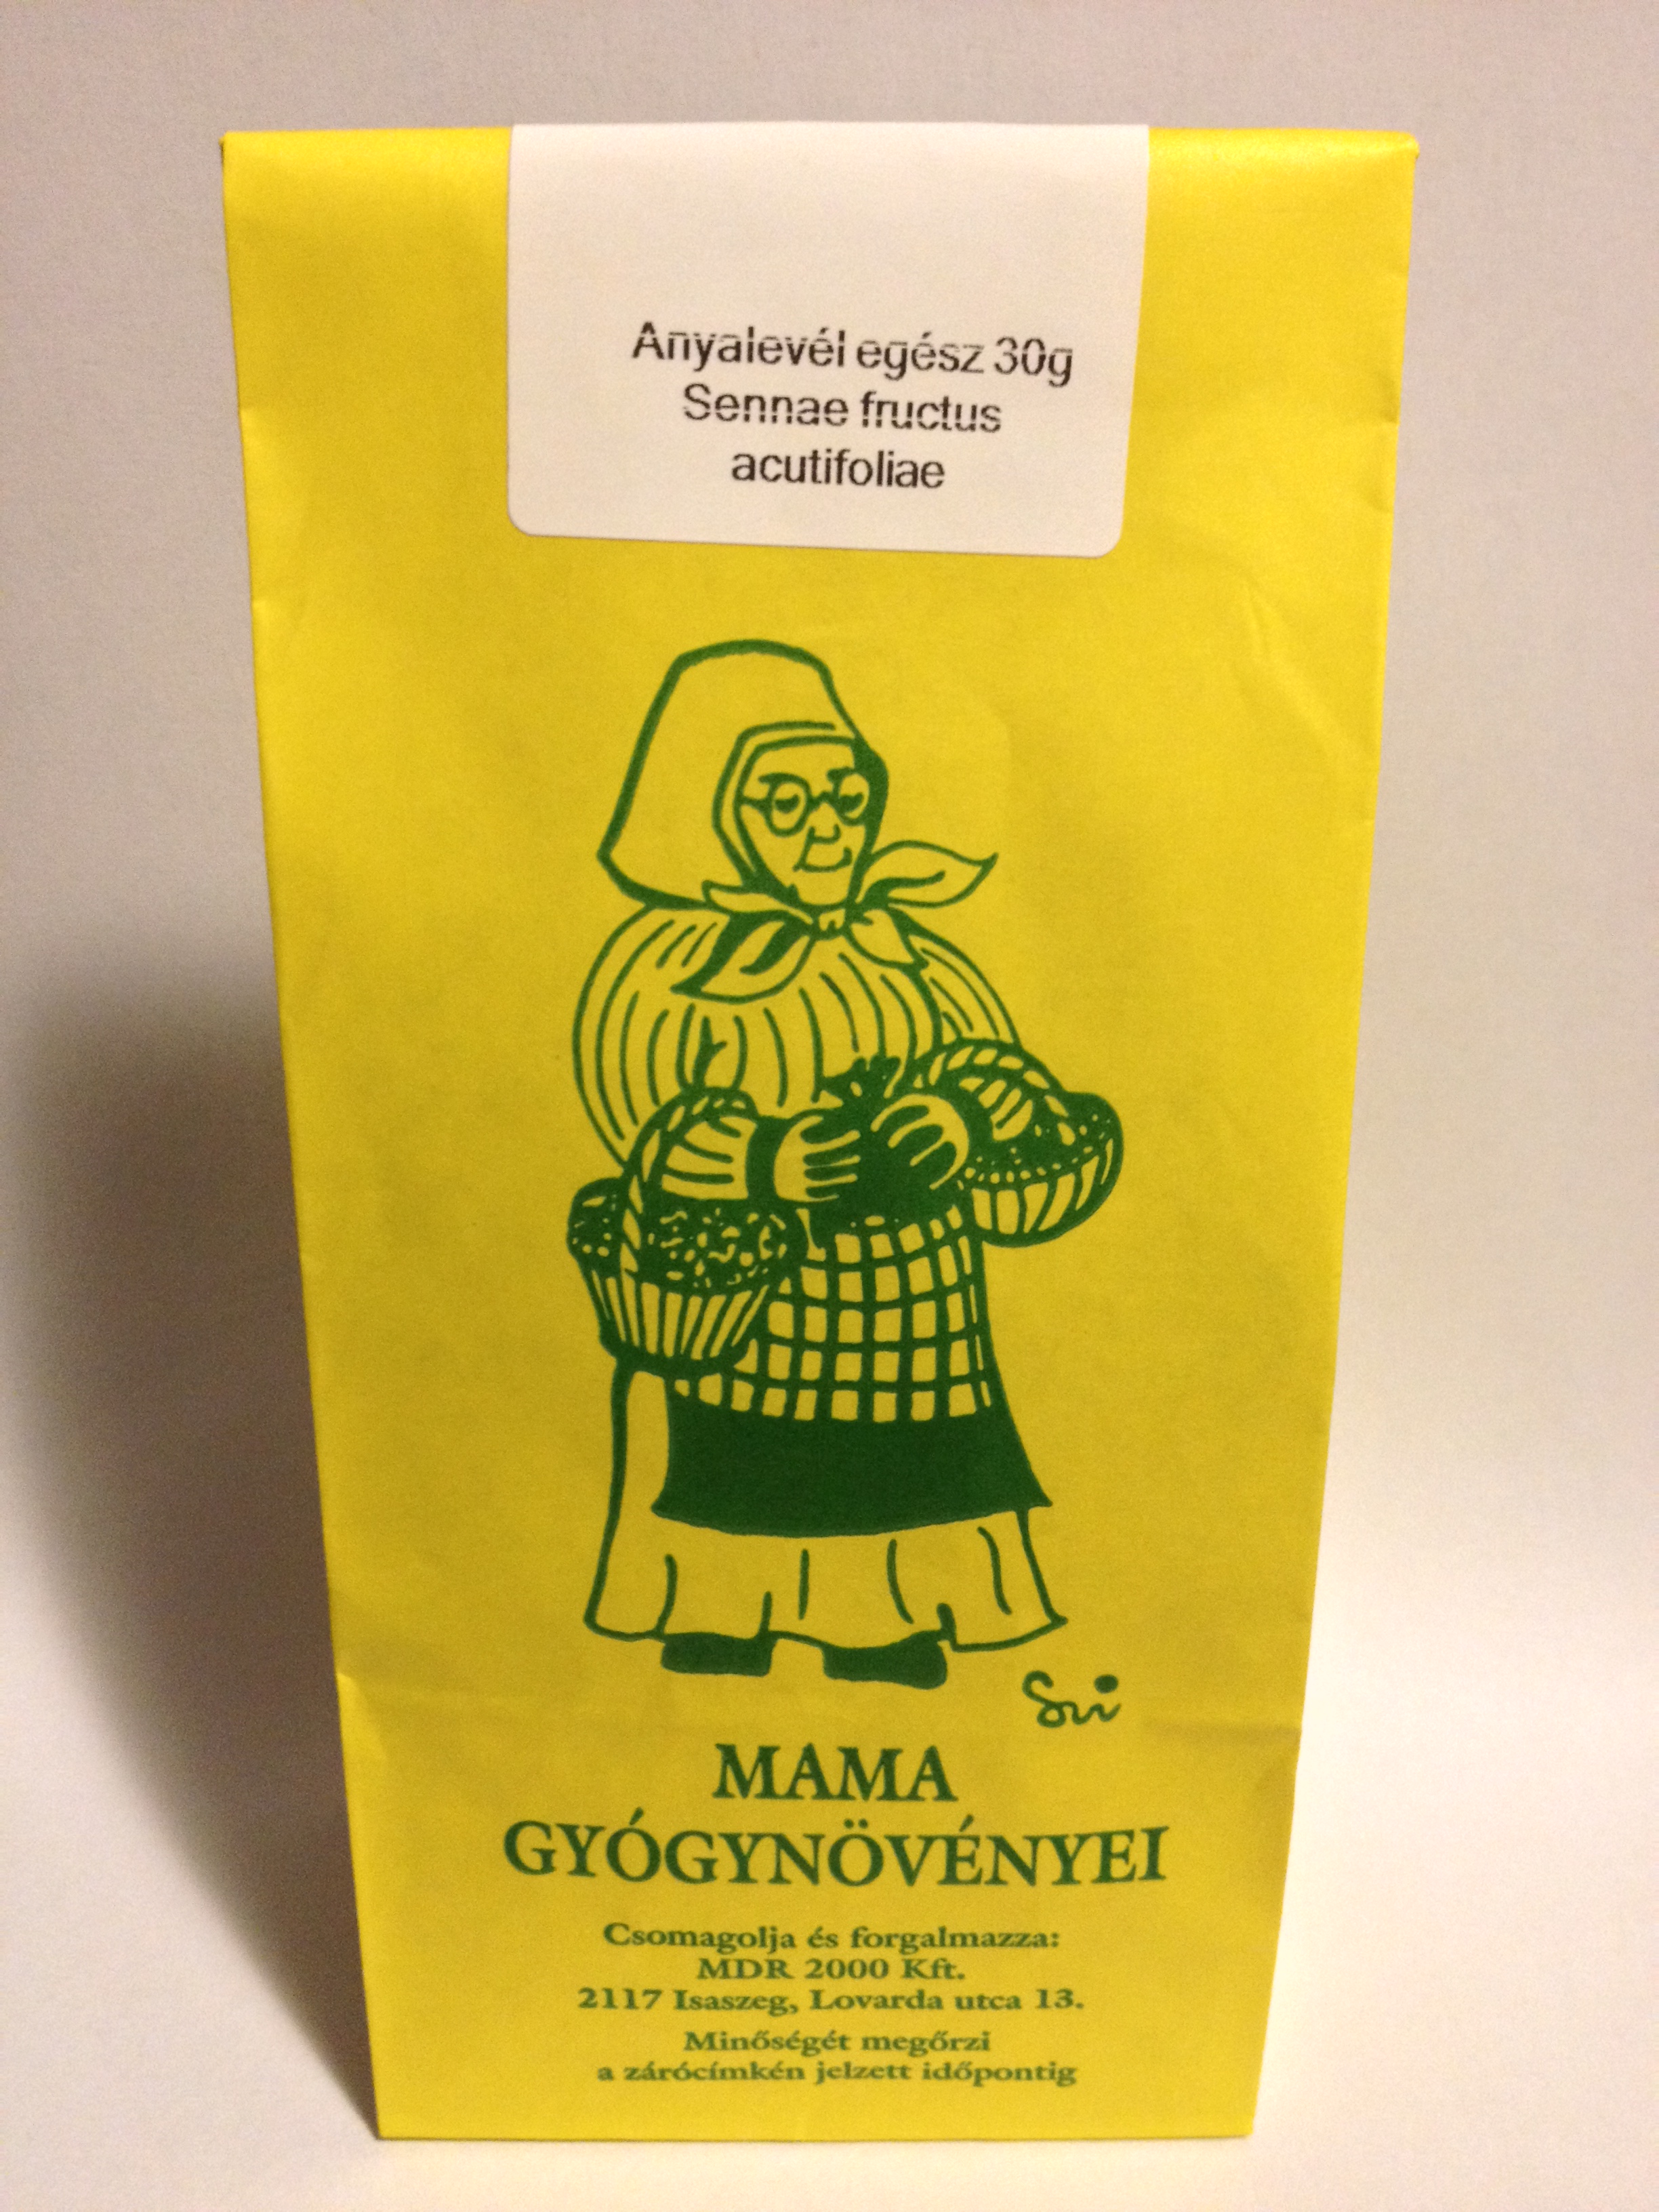 Anyalevél egész 30g
Sennae fructus
acutifoliae
MAMA
GYÓGYNÖVÉNYEI
Csomagolja és forgalmazza:
MDR 2000 Kft.
2117 Isaszeg, Lovarda utca 13.
Minőségét megőrzi
a zárócímkén jelzett időpontig